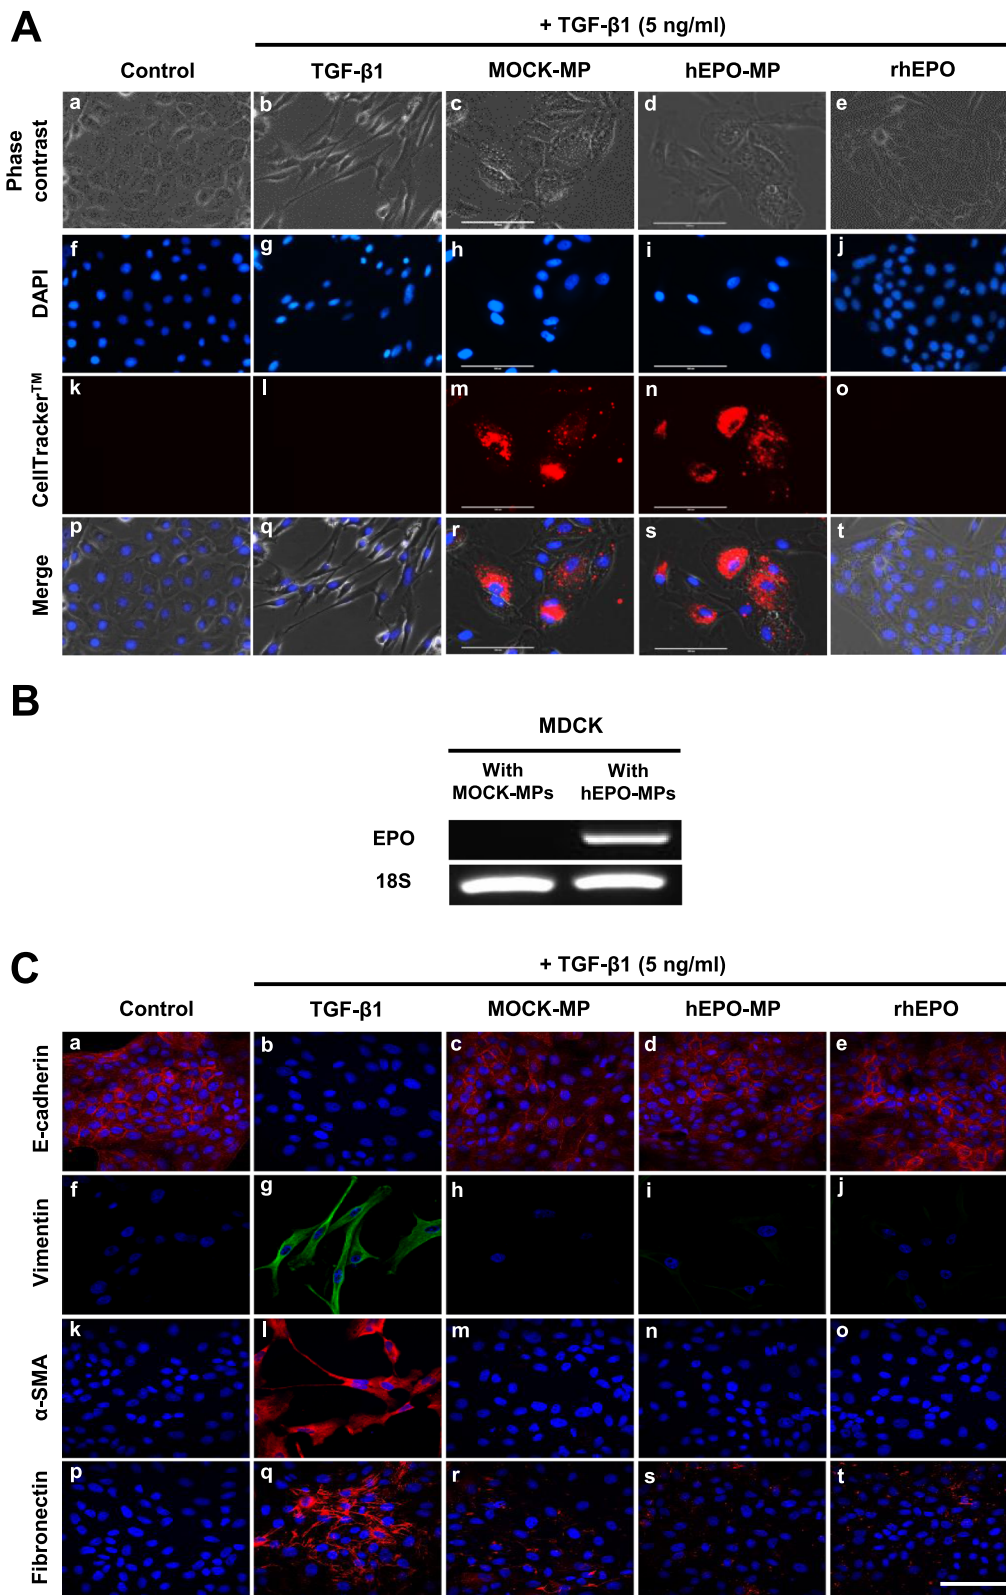 A
+ TGF-β1 (5 ng/ml)
Control TGF-β1 MOCK-MP hEPO-MP rhEPO
Phase contrast
a b c d e
DAPI
f g h i j
CellTracker™
k l m n o
Merge
p q r s t
B
MDCK
With MOCK-MPs
With hEPO-MPs
EPO
18S
C
+ TGF-β1 (5 ng/ml)
Control TGF-β1 MOCK-MP hEPO-MP rhEPO
E-cadherin
a b c d e
Vimentin
f g h i j
α-SMA
k l m n o
Fibronectin
p q r s t